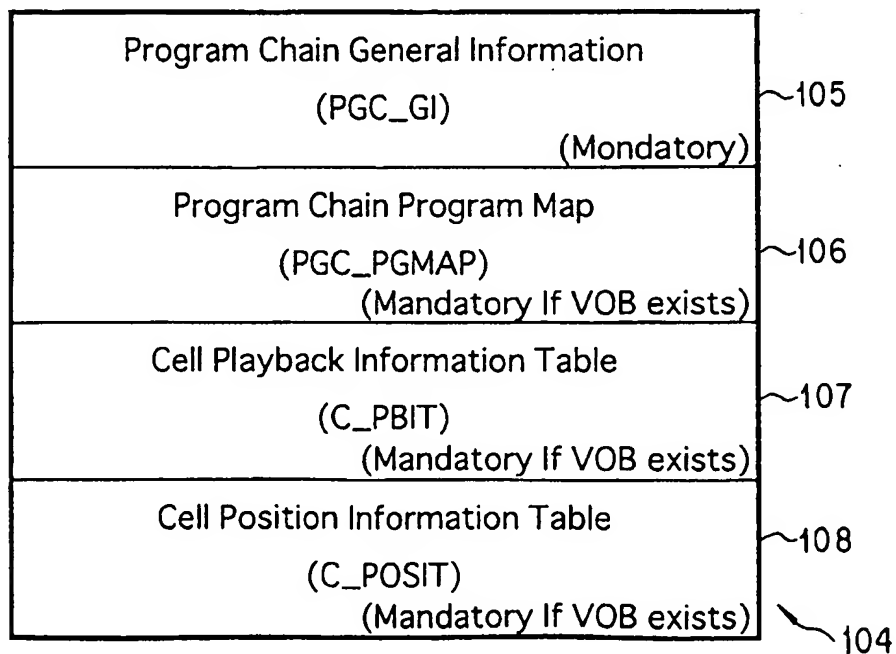 Program Chain General Information
(PGC_GI)
(Mondatory)
105
Program Chain Program Map
(PGC_PGMAP)
(Mandatory If VOB exists)
106
Cell Playback Information Table
(C_PBIT)
(Mandatory If VOB exists)
107
Cell Position Information Table
(C_POSIT)
(Mandatory If VOB exists)
108
104